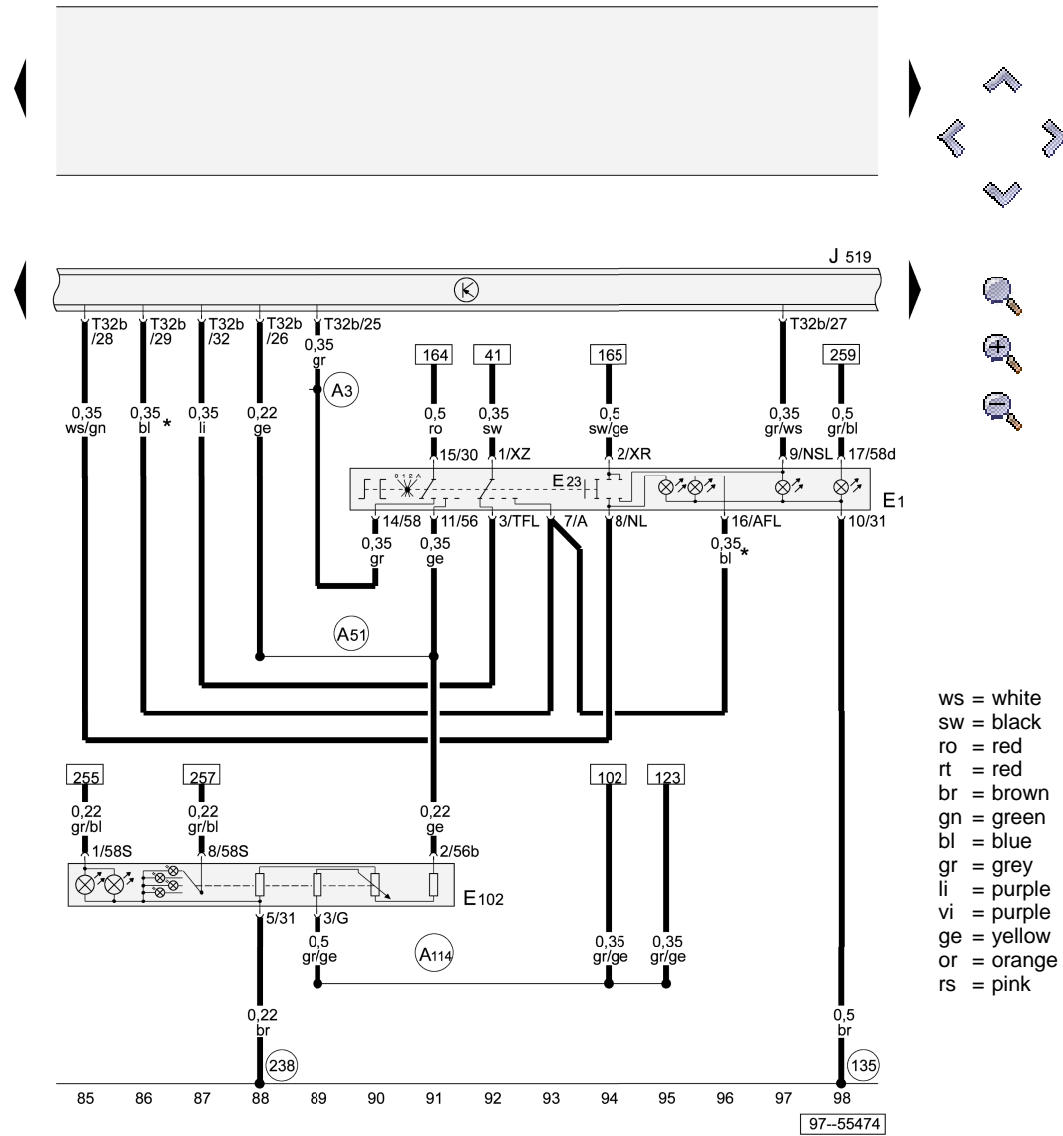 J 519
T32b
/28
T32b
/29
T32b
/32
T32b
/26
T32b/25
T32b/27
0,35
gr
164
41
165
259
A3
0,35
ws/gn
0,35
bl *
0,35
li
0,22
ge
0,5
ro
0,35
sw
0,5
sw/ge
0,35
gr/ws
0,5
gr/bl
15/30
1/XZ
2/XR
9/NSL
17/58d
0 1 2 A
E 23
E1
14/58
11/56
3/TFL
7/A
8/NL
16/AFL
10/31
0,35
gr
0,35
ge
0,35
bl *
A51
ws = white
sw = black
ro = red
rt = red
br = brown
gn = green
bl = blue
gr = grey
li = purple
vi = purple
ge = yellow
or = orange
rs = pink
255
257
102
123
0,22
gr/bl
0,22
gr/bl
0,22
ge
1/58S
8/58S
2/56b
E102
5/31
3/G
0,5
gr/ge
A114
0,35
gr/ge
0,35
gr/ge
0,22
br
0,5
br
238
135
85 86 87 88 89 90 91 92 93 94 95 96 97 98
97--55474